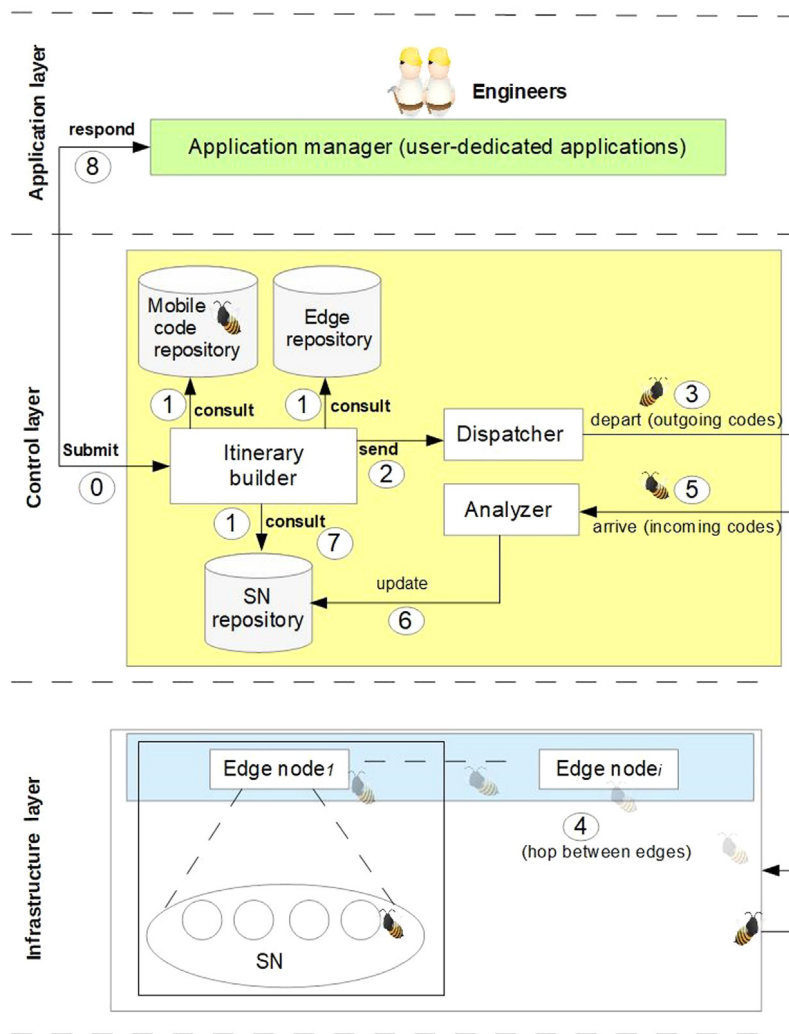 Application layer
Engineers
respond
8
Application manager (user-dedicated applications)
Control layer
Mobile
code
repository
Edge
repository
1
consult
1
consult
3
depart (outgoing codes)
Submit
0
Itinerary
builder
send
2
Dispatcher
5
arrive (incoming codes)
Analyzer
1
consult
7
SN
repository
update
6
Infrastructure layer
Edge node1
Edge nodei
4
(hop between edges)
SN